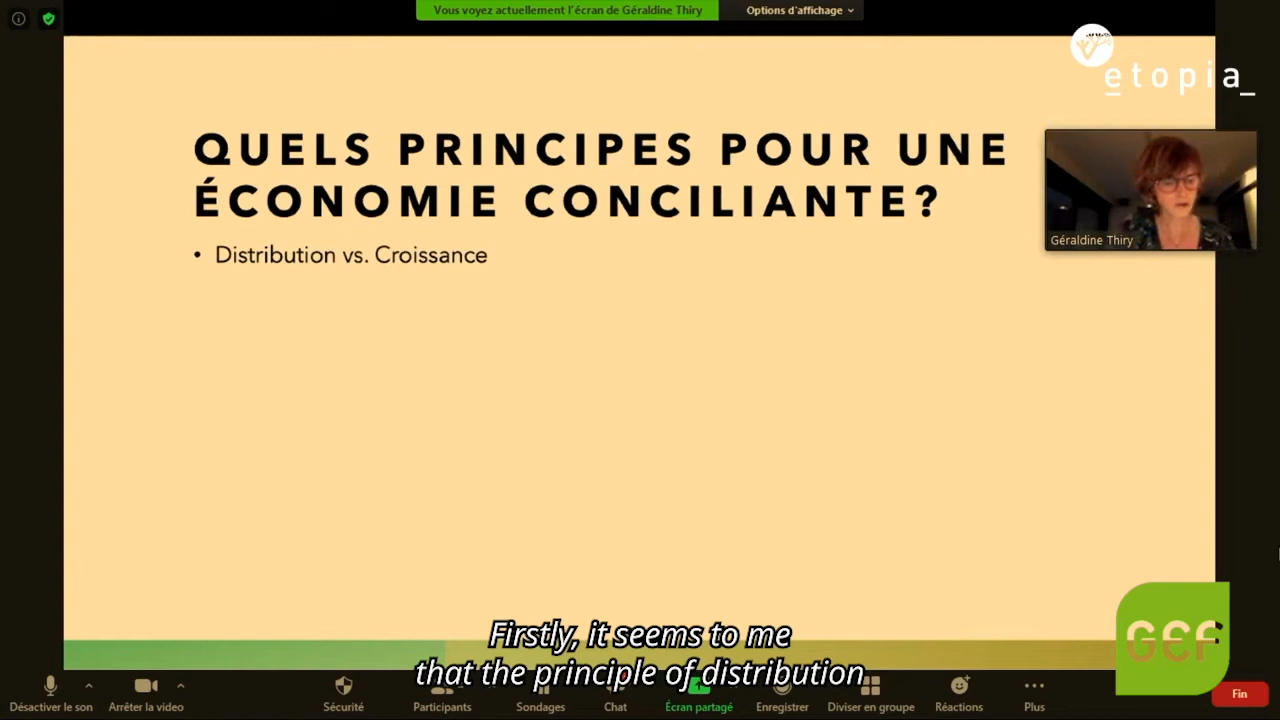 Vous voyez actuellement l'écran de Géraldine Thiry
Options d'affichage
etopia_
QUELS PRINCIPES POUR UNE
ÉCONOMIE CONCILIANTE?
• Distribution vs. Croissance
Géraldine Thiry
GEF
Firstly, it seems to me
that the principle of distribution
Désactiver le son
Arrêter la video
Sécurité
Participants
Sondages
Chat
Écran partagé
Enregistrer
Diviser en groupe
Réactions
Plus
Fin